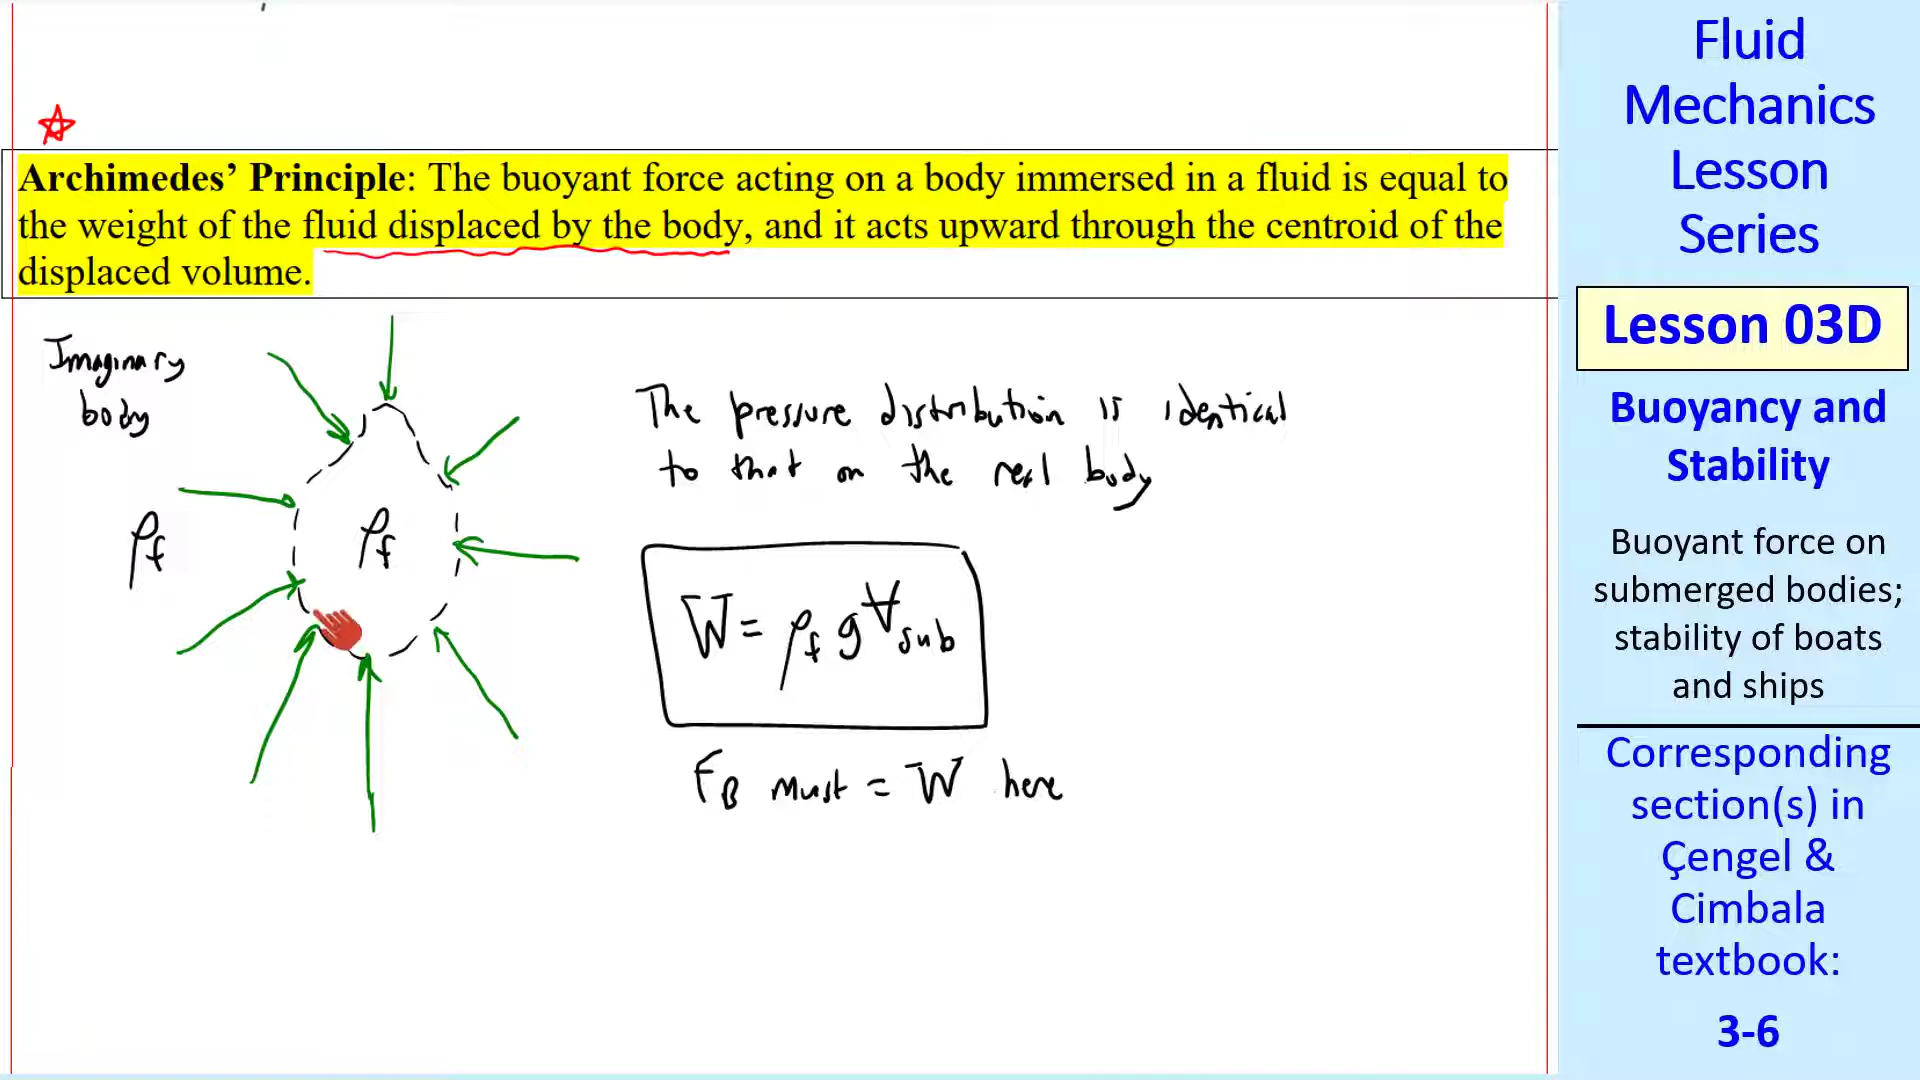 Archimedes’ Principle: The buoyant force acting on a body immersed in a fluid is equal to
the weight of the fluid displaced by the body, and it acts upward through the centroid of the
displaced volume.
Imaginary
body
ρf
ρf
The pressure distribution is identical
to that on the real body
W = ρf g∀sub
FB must = W here
Fluid
Mechanics
Lesson
Series
Lesson 03D
Buoyancy and
Stability
Buoyant force on
submerged bodies;
stability of boats
and ships
Corresponding
section(s) in
Çengel &
Cimbala
textbook:
3-6